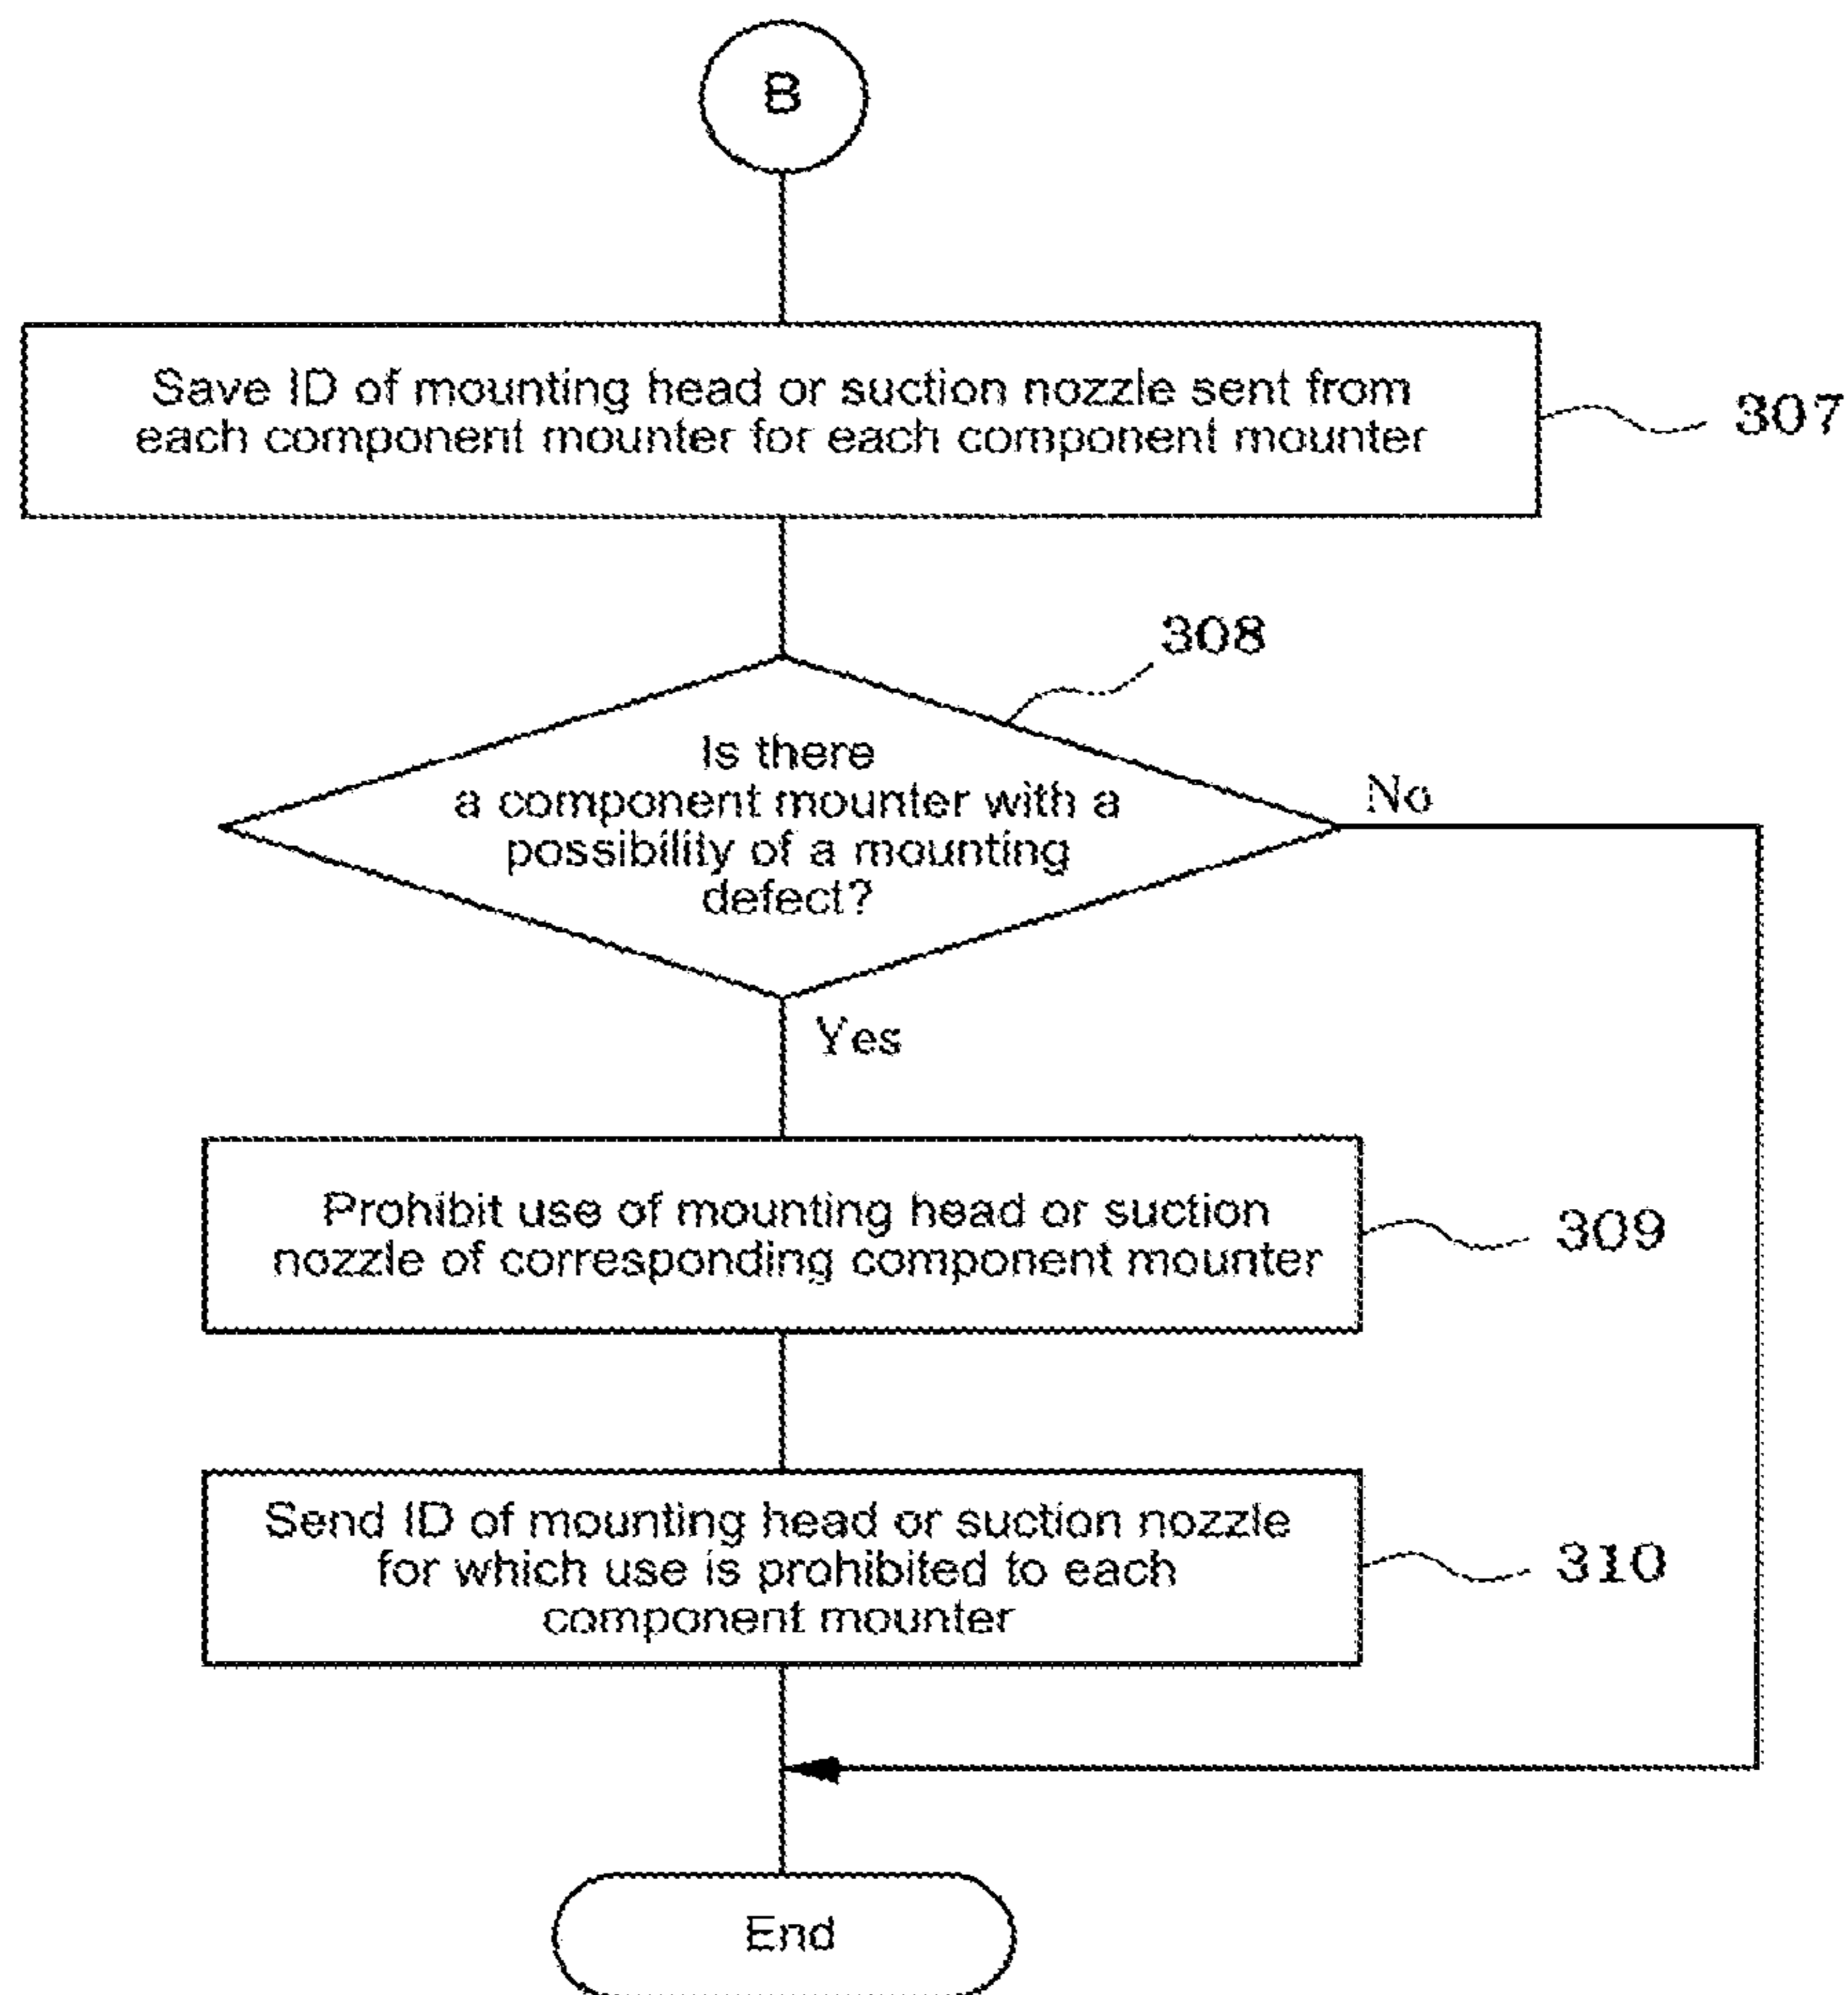 B
Save ID of mounting head or suction nozzle sent from
each component mounter for each component mounter
307
308
Is there
a component mounter with a
possibility of a mounting
defect?
No
Yes
Prohibit use of mounting head or suction
nozzle of corresponding component mounter
309
Send ID of mounting head or suction nozzle
for which use is prohibited to each
component mounter
310
End